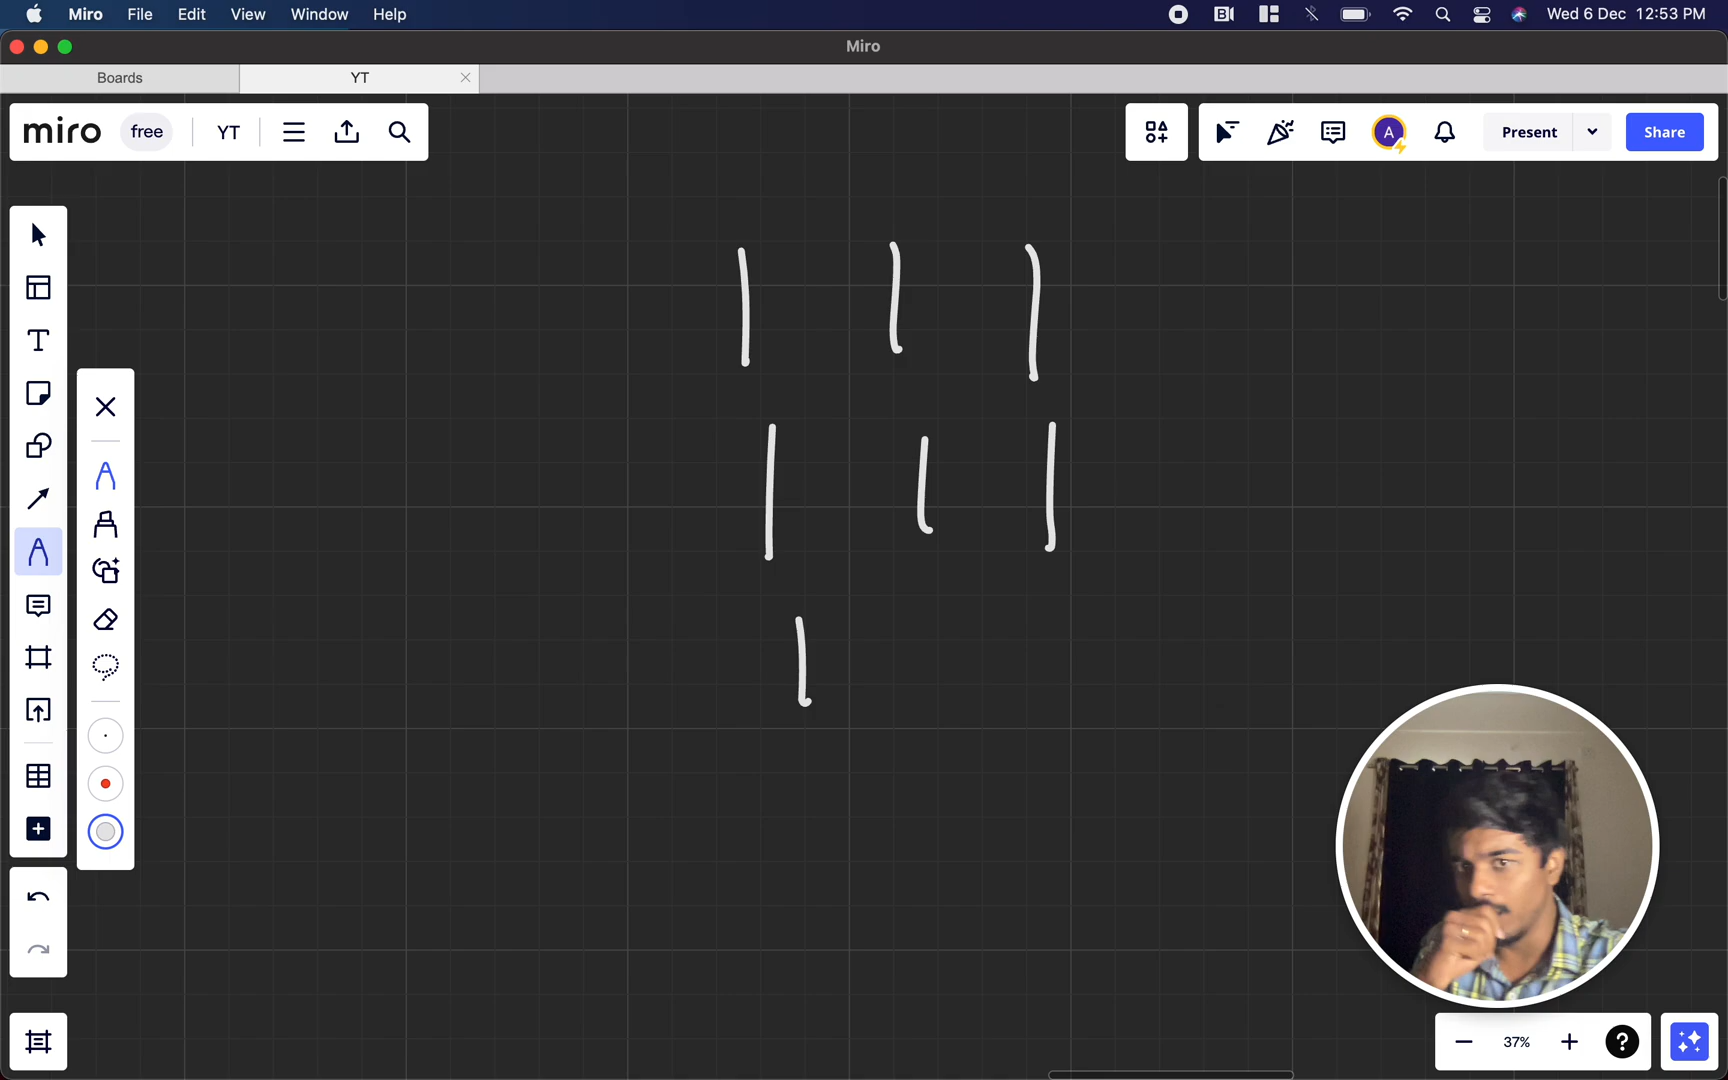 Miro File Edit View Window Help Wed 6 Dec 12:53 PM
Miro
Boards YT
miro free YT Present Share
A
T
| | |
| | |
|
37% ?